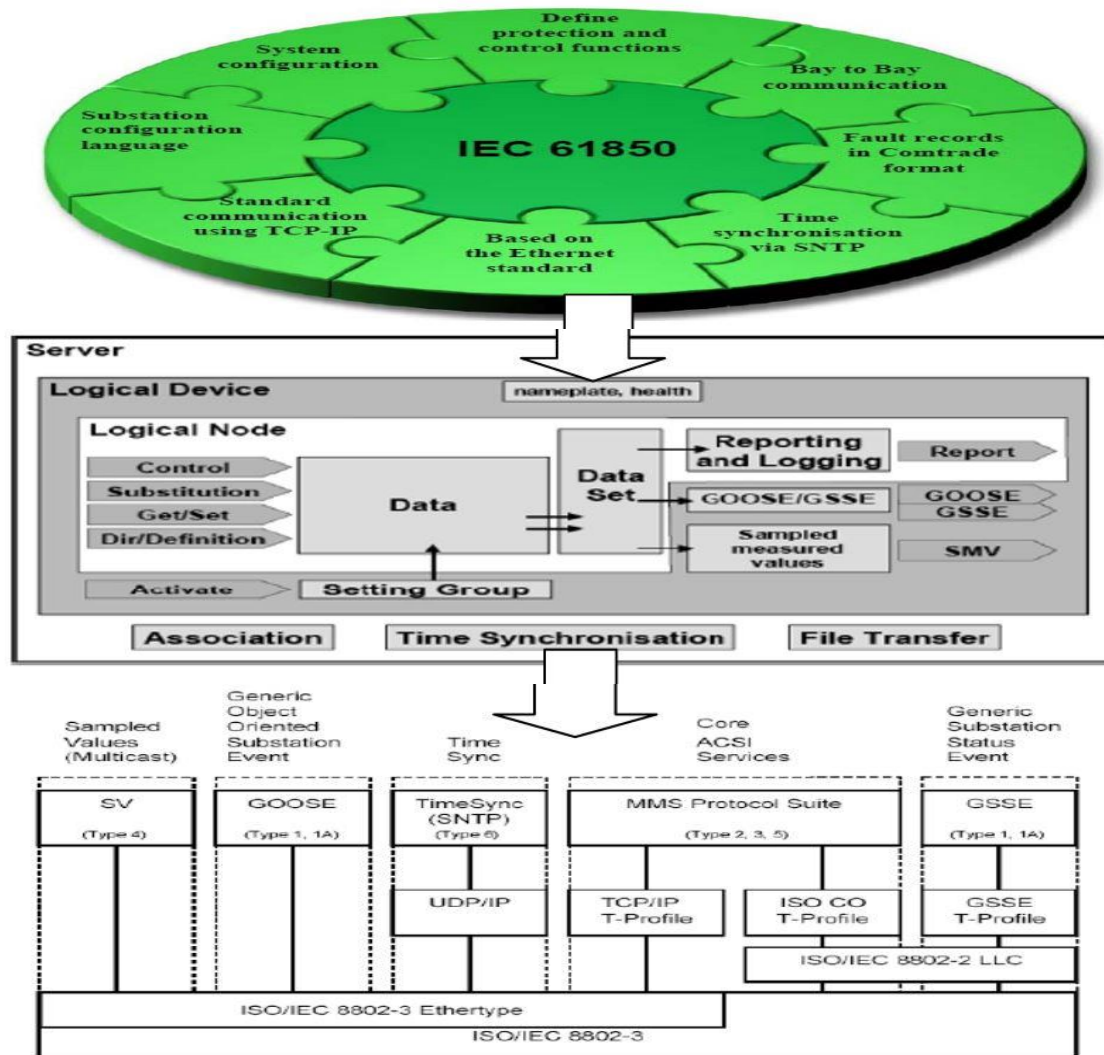 Define
protection and
control functions
System
configuration
Bay to Bay
communication
Substation
configuration
language
IEC 61850
Fault records
in Comtrade
format
Standard
communication
using TCP-IP
Based on
the Ethernet
standard
Time
synchronisation
via SNTP
Server
Logical Device
nameplate, health
Logical Node
Control
Substitution
Get/Set
Dir/Definition
Data
Data
Set
Reporting
and Logging
Report
GOOSE/GSSE
GOOSE
GSSE
Sampled
measured
values
SMV
Activate
Setting Group
Association
Time Synchronisation
File Transfer
Sampled
Values
(Multicast)
Generic
Object
Oriented
Substation
Event
Time
Sync
Core
ACSI
Services
Generic
Substation
Status
Event
SV
(Type 4)
GOOSE
(Type 1, 1A)
TimeSync
(SNTP)
(Type 6)
MMS Protocol Suite
(Type 2, 3, 5)
GSSE
(Type 1, 1A)
UDP/IP
TCP/IP
T-Profile
ISO CO
T-Profile
GSSE
T-Profile
ISO/IEC 8802-2 LLC
ISO/IEC 8802-3 Ethertype
ISO/IEC 8802-3